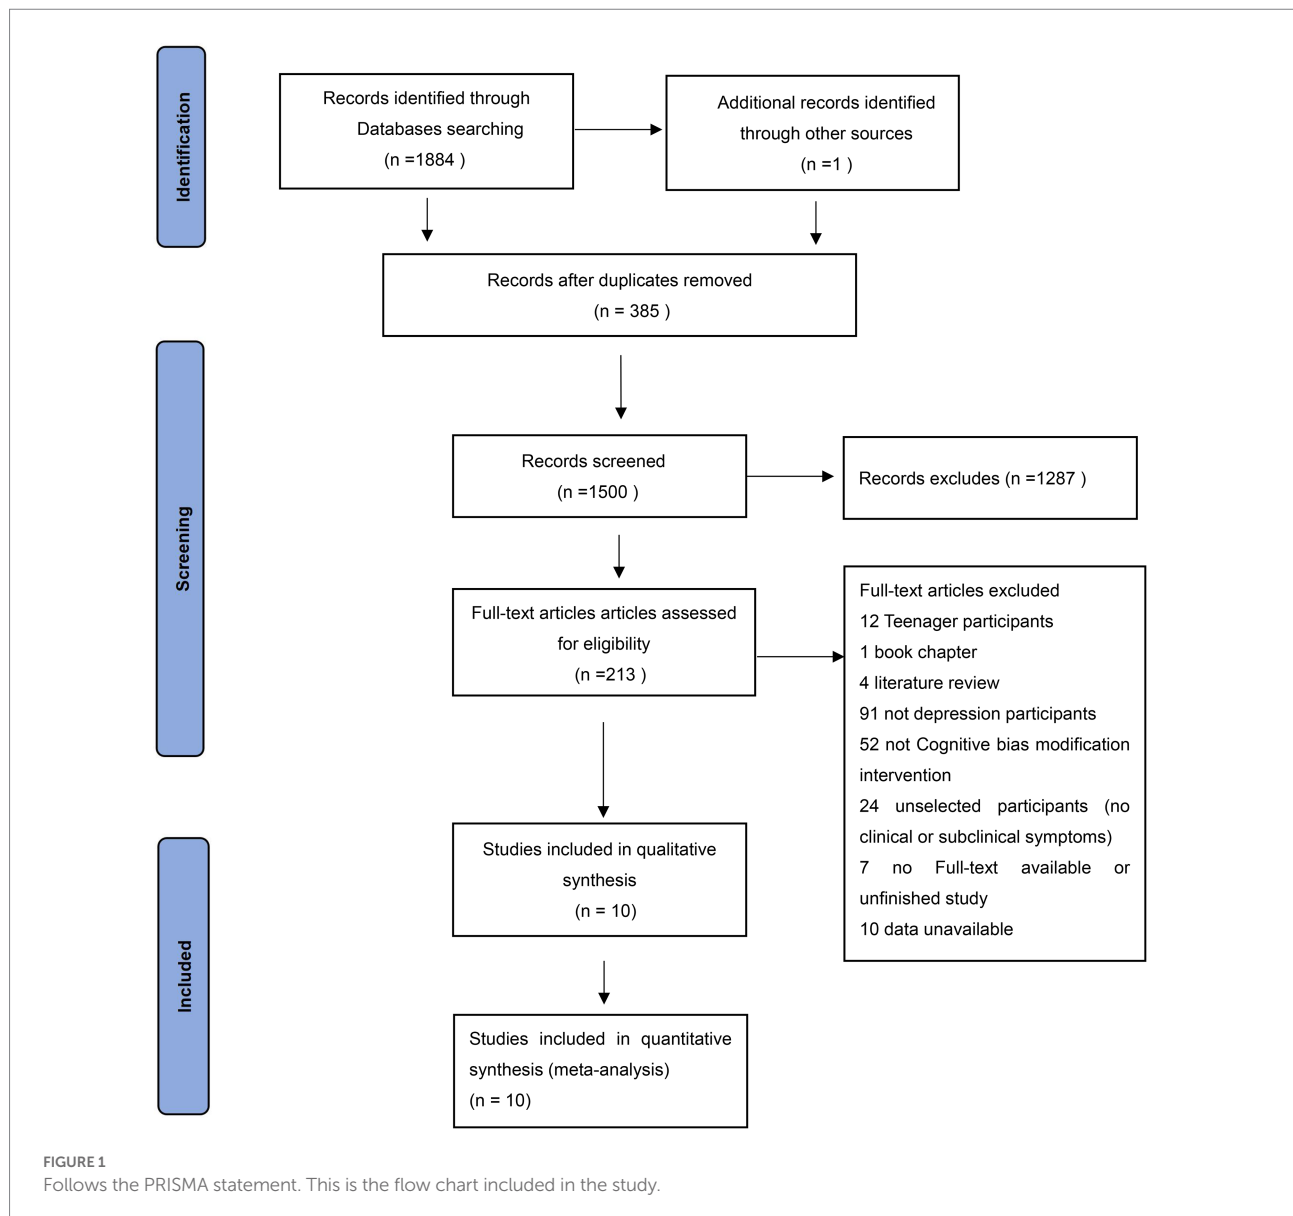 Identification
Records identified through
Databases searching
(n =1884 )
Additional records identified
through other sources
(n =1 )
Records after duplicates removed
(n = 385 )
Screening
Records screened
(n =1500 )
Records excludes (n =1287 )
Full-text articles articles assessed
for eligibility
(n =213 )
Full-text articles excluded
12 Teenager participants
1 book chapter
4 literature review
91 not depression participants
52 not Cognitive bias modification
intervention
24 unselected participants (no
clinical or subclinical symptoms)
7 no Full-text available or
unfinished study
10 data unavailable
Included
Studies included in qualitative
synthesis
(n = 10)
Studies included in quantitative
synthesis (meta-analysis)
(n = 10)
FIGURE 1
Follows the PRISMA statement. This is the flow chart included in the study.